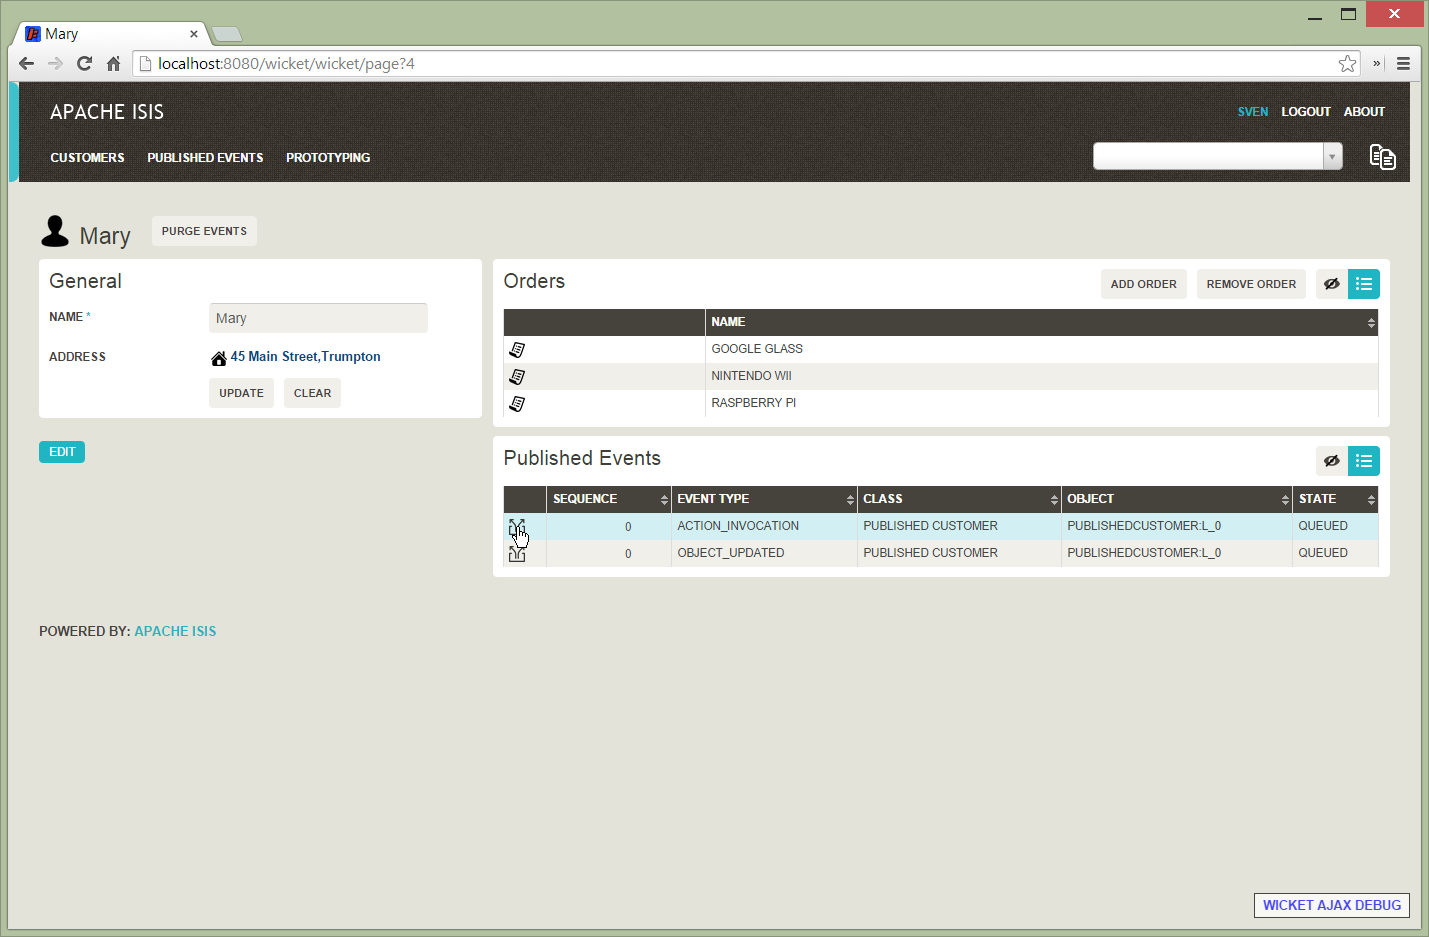 Mary
localhost:8080/wicket/wicket/page?4
APACHE ISIS
SVEN LOGOUT ABOUT
CUSTOMERS PUBLISHED EVENTS PROTOTYPING
Mary PURGE EVENTS
General
NAME *
Mary
ADDRESS
45 Main Street,Trumpton
UPDATE CLEAR
EDIT
Orders
ADD ORDER REMOVE ORDER
NAME
GOOGLE GLASS
NINTENDO WII
RASPBERRY PI
Published Events
SEQUENCE EVENT TYPE CLASS OBJECT STATE
0 ACTION_INVOCATION PUBLISHED CUSTOMER PUBLISHEDCUSTOMER:L_0 QUEUED
0 OBJECT_UPDATED PUBLISHED CUSTOMER PUBLISHEDCUSTOMER:L_0 QUEUED
POWERED BY: APACHE ISIS
WICKET AJAX DEBUG